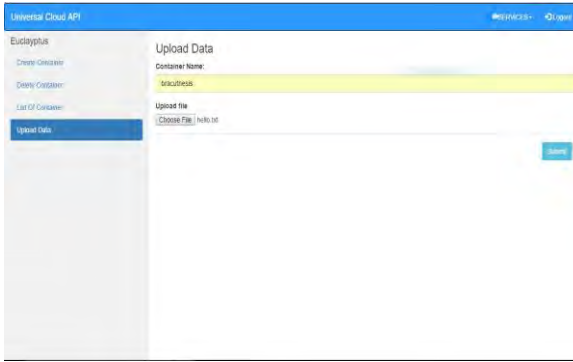 Universal Cloud API
SERVICES
Logout
Euclayptus
Create Container
Delete Container
List Of Container
Upload Data
Upload Data
Container Name:
bracuthesis
Upload file
Choose File hello.txt
Submit